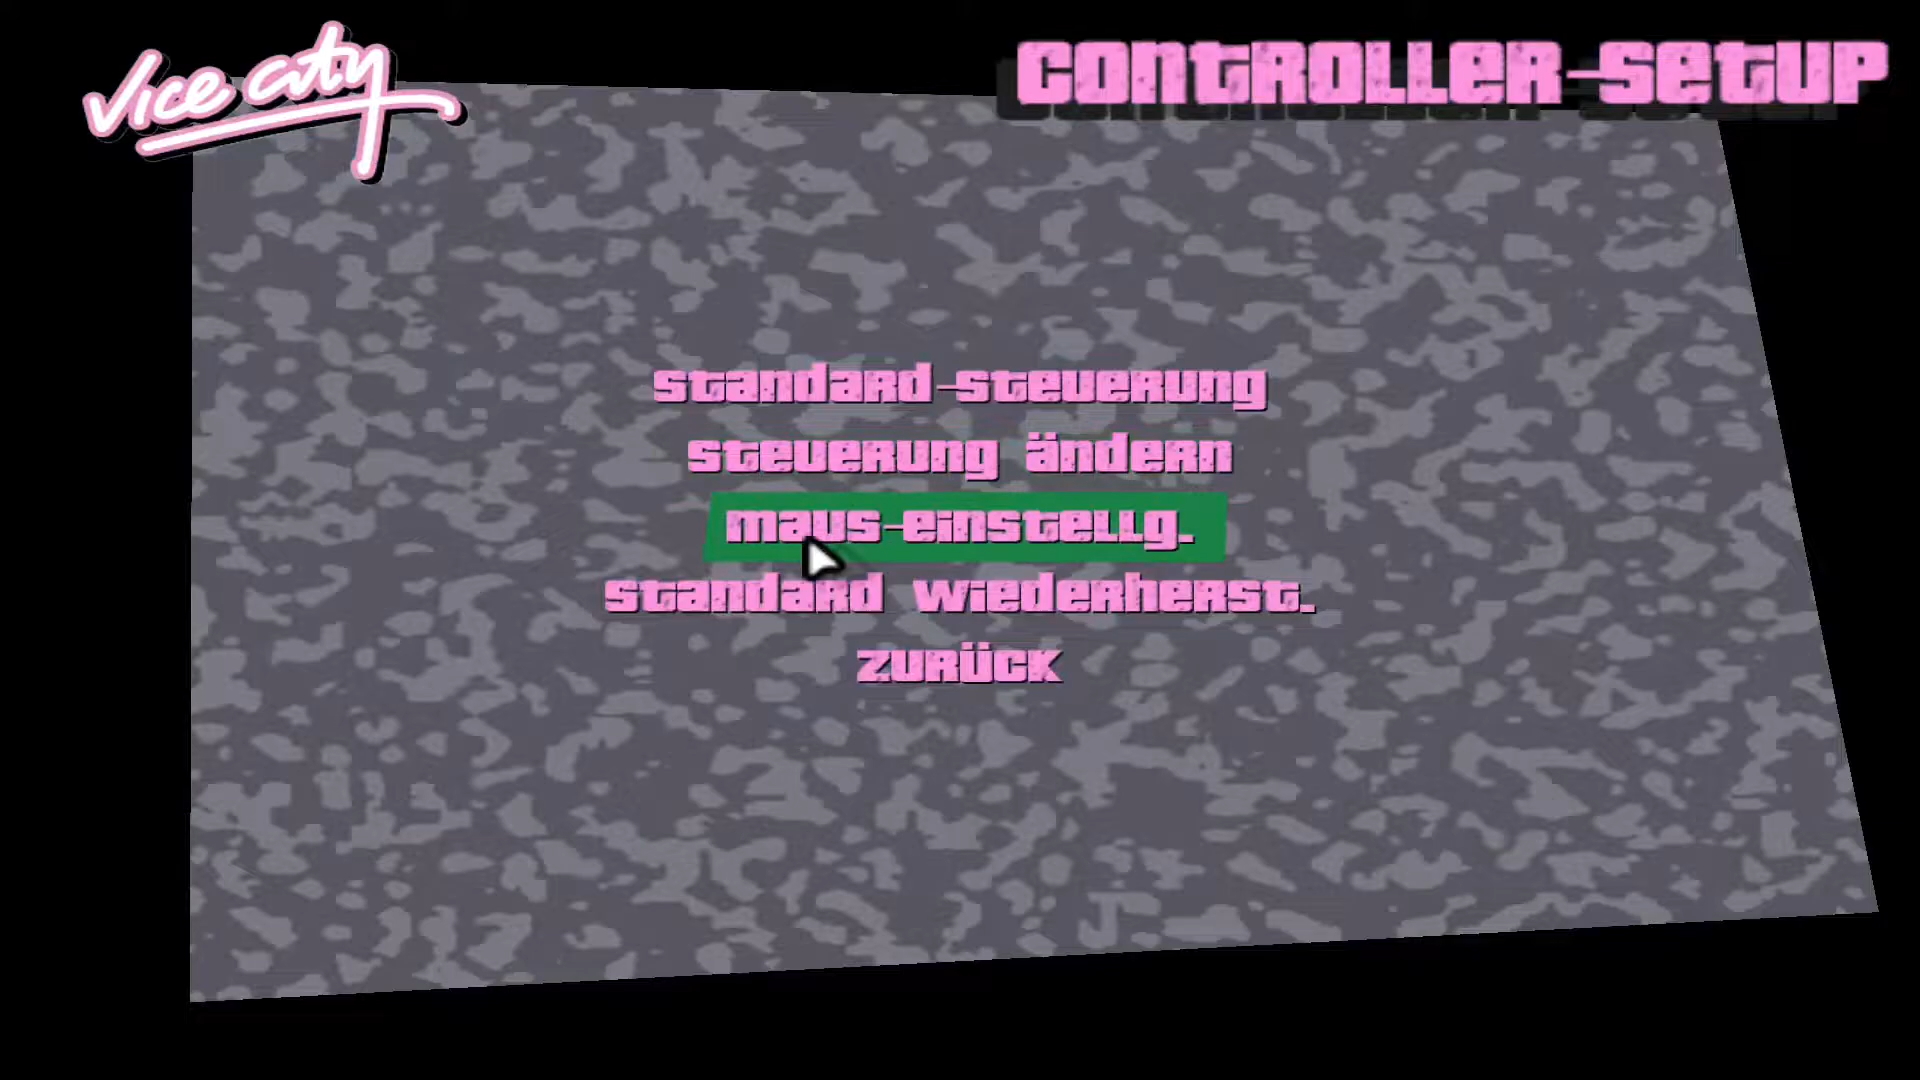 Vice City
CONTROLLER-SETUP
Standard-Steuerung
Steuerung ändern
Maus-Einstellg.
Standard wiederherst.
Zurück